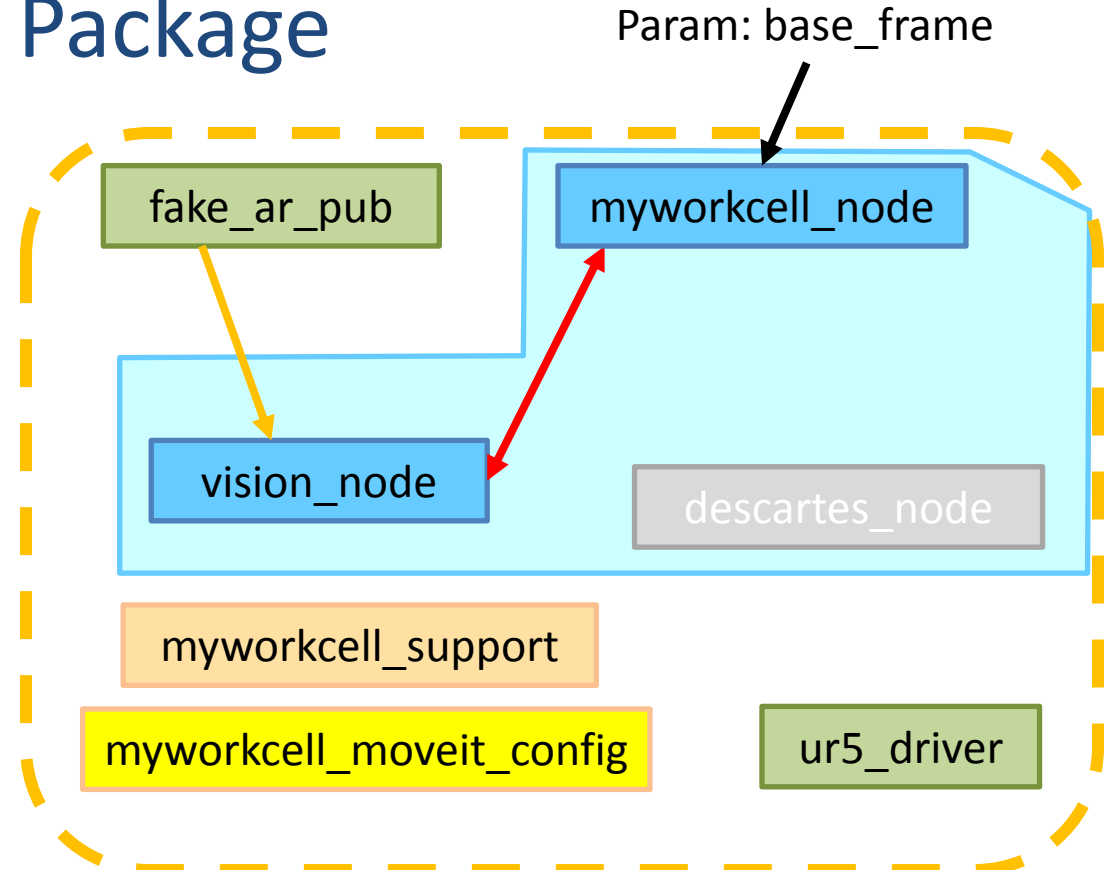 Package
Param: base_frame
fake_ar_pub
myworkcell_node
vision_node
descartes_node
myworkcell_support
myworkcell_moveit_config
ur5_driver